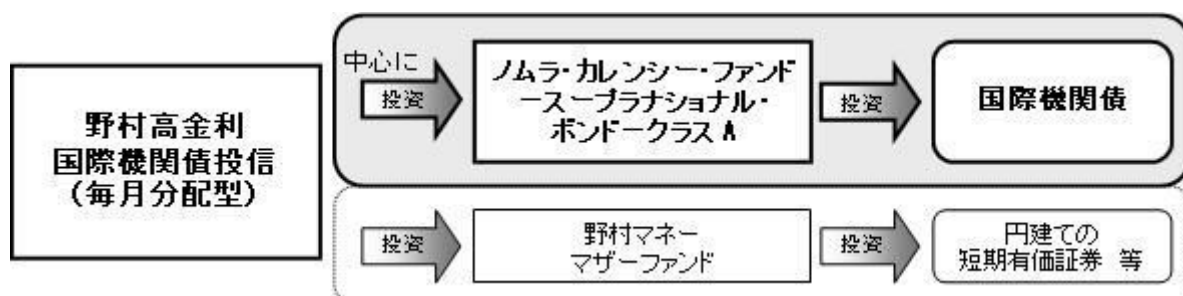 野村高金利
国際機関債投信
（毎月分配型）
中心に
投資
ノムラ・カレンシー・ファンド
ースープラナショナル・
ボンドークラス A
投資
国際機関債
投資
野村マネー
マザーファンド
投資
円建ての
短期有価証券 等